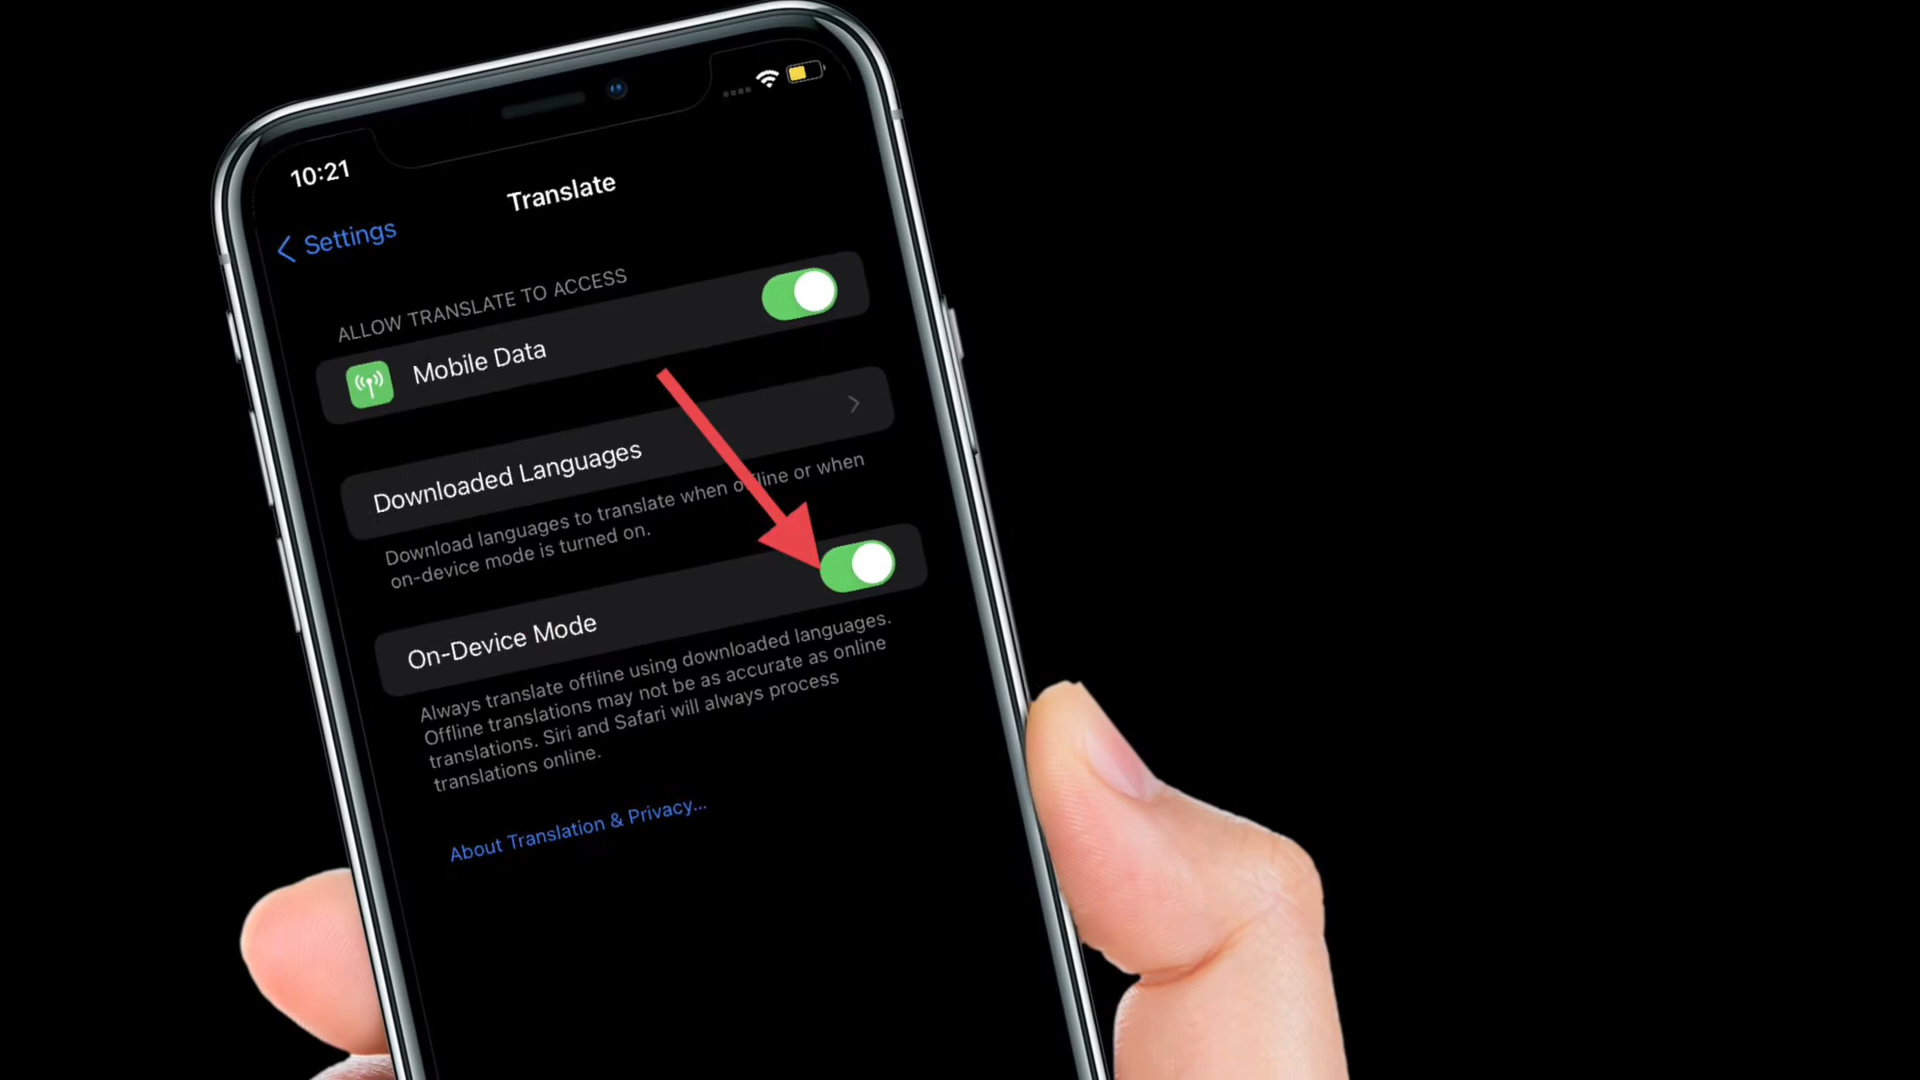 10:21
Translate
Settings
ALLOW TRANSLATE TO ACCESS
Mobile Data
Downloaded Languages
Download languages to translate when offline or when
on-device mode is turned on.
On-Device Mode
Always translate offline using downloaded languages.
Offline translations may not be as accurate as online
translations. Siri and Safari will always process
translations online.
About Translation & Privacy...